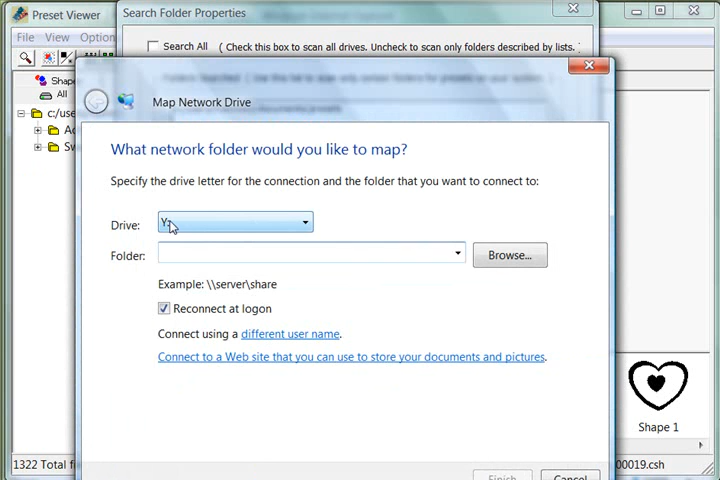 Preset Viewer
Search Folder Properties
File View Option
Search All ( Check this box to scan all drives. Uncheck to scan only folders described by lists. )
Shape
All
c:/use
Ad
Sw
Map Network Drive
What network folder would you like to map?
Specify the drive letter for the connection and the folder that you want to connect to:
Drive: Y:
Folder: Browse...
Example: \\server\share
Reconnect at logon
Connect using a different user name.
Connect to a Web site that you can use to store your documents and pictures.
Shape 1
1322 Total f
00019.csh
Finish Cancel